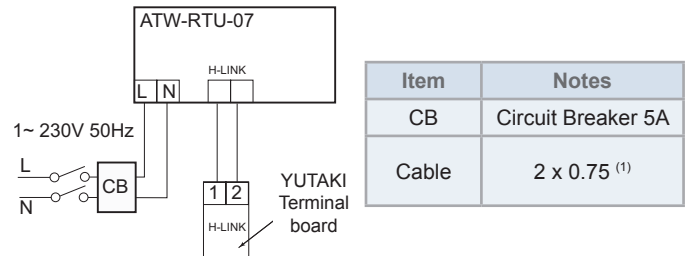 ATW-RTU-07
H-LINK
L N
1~ 230V 50Hz
L
N
CB
1 2
H-LINK
YUTAKI
Terminal
board
Item Notes
CB Circuit Breaker 5A
Cable 2 x 0.75 (1)